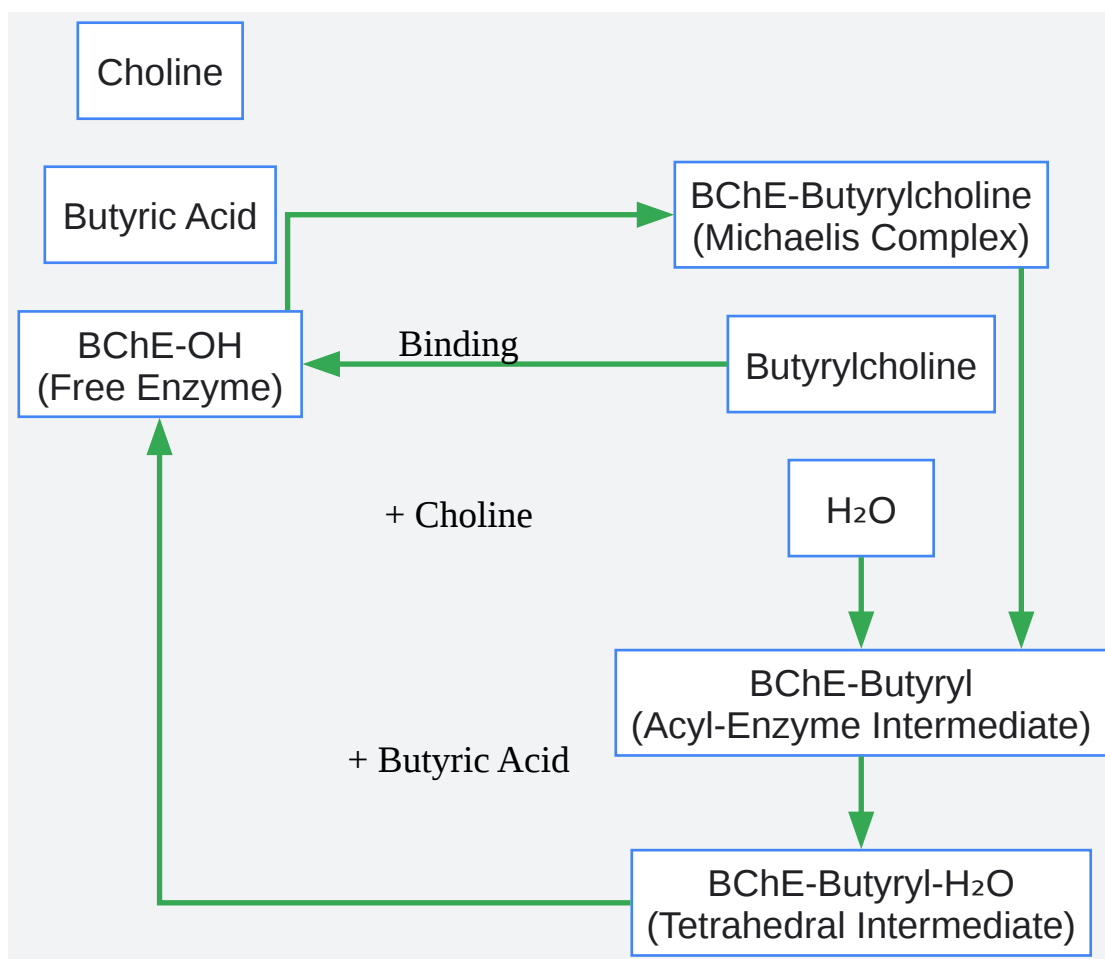 Choline
Butyric Acid
BChE-Butyrylcholine
(Michaelis Complex)
BChE-OH
(Free Enzyme)
Binding
Butyrylcholine
H₂O
+ Choline
BChE-Butyryl
(Acyl-Enzyme Intermediate)
+ Butyric Acid
BChE-Butyryl-H₂O
(Tetrahedral Intermediate)